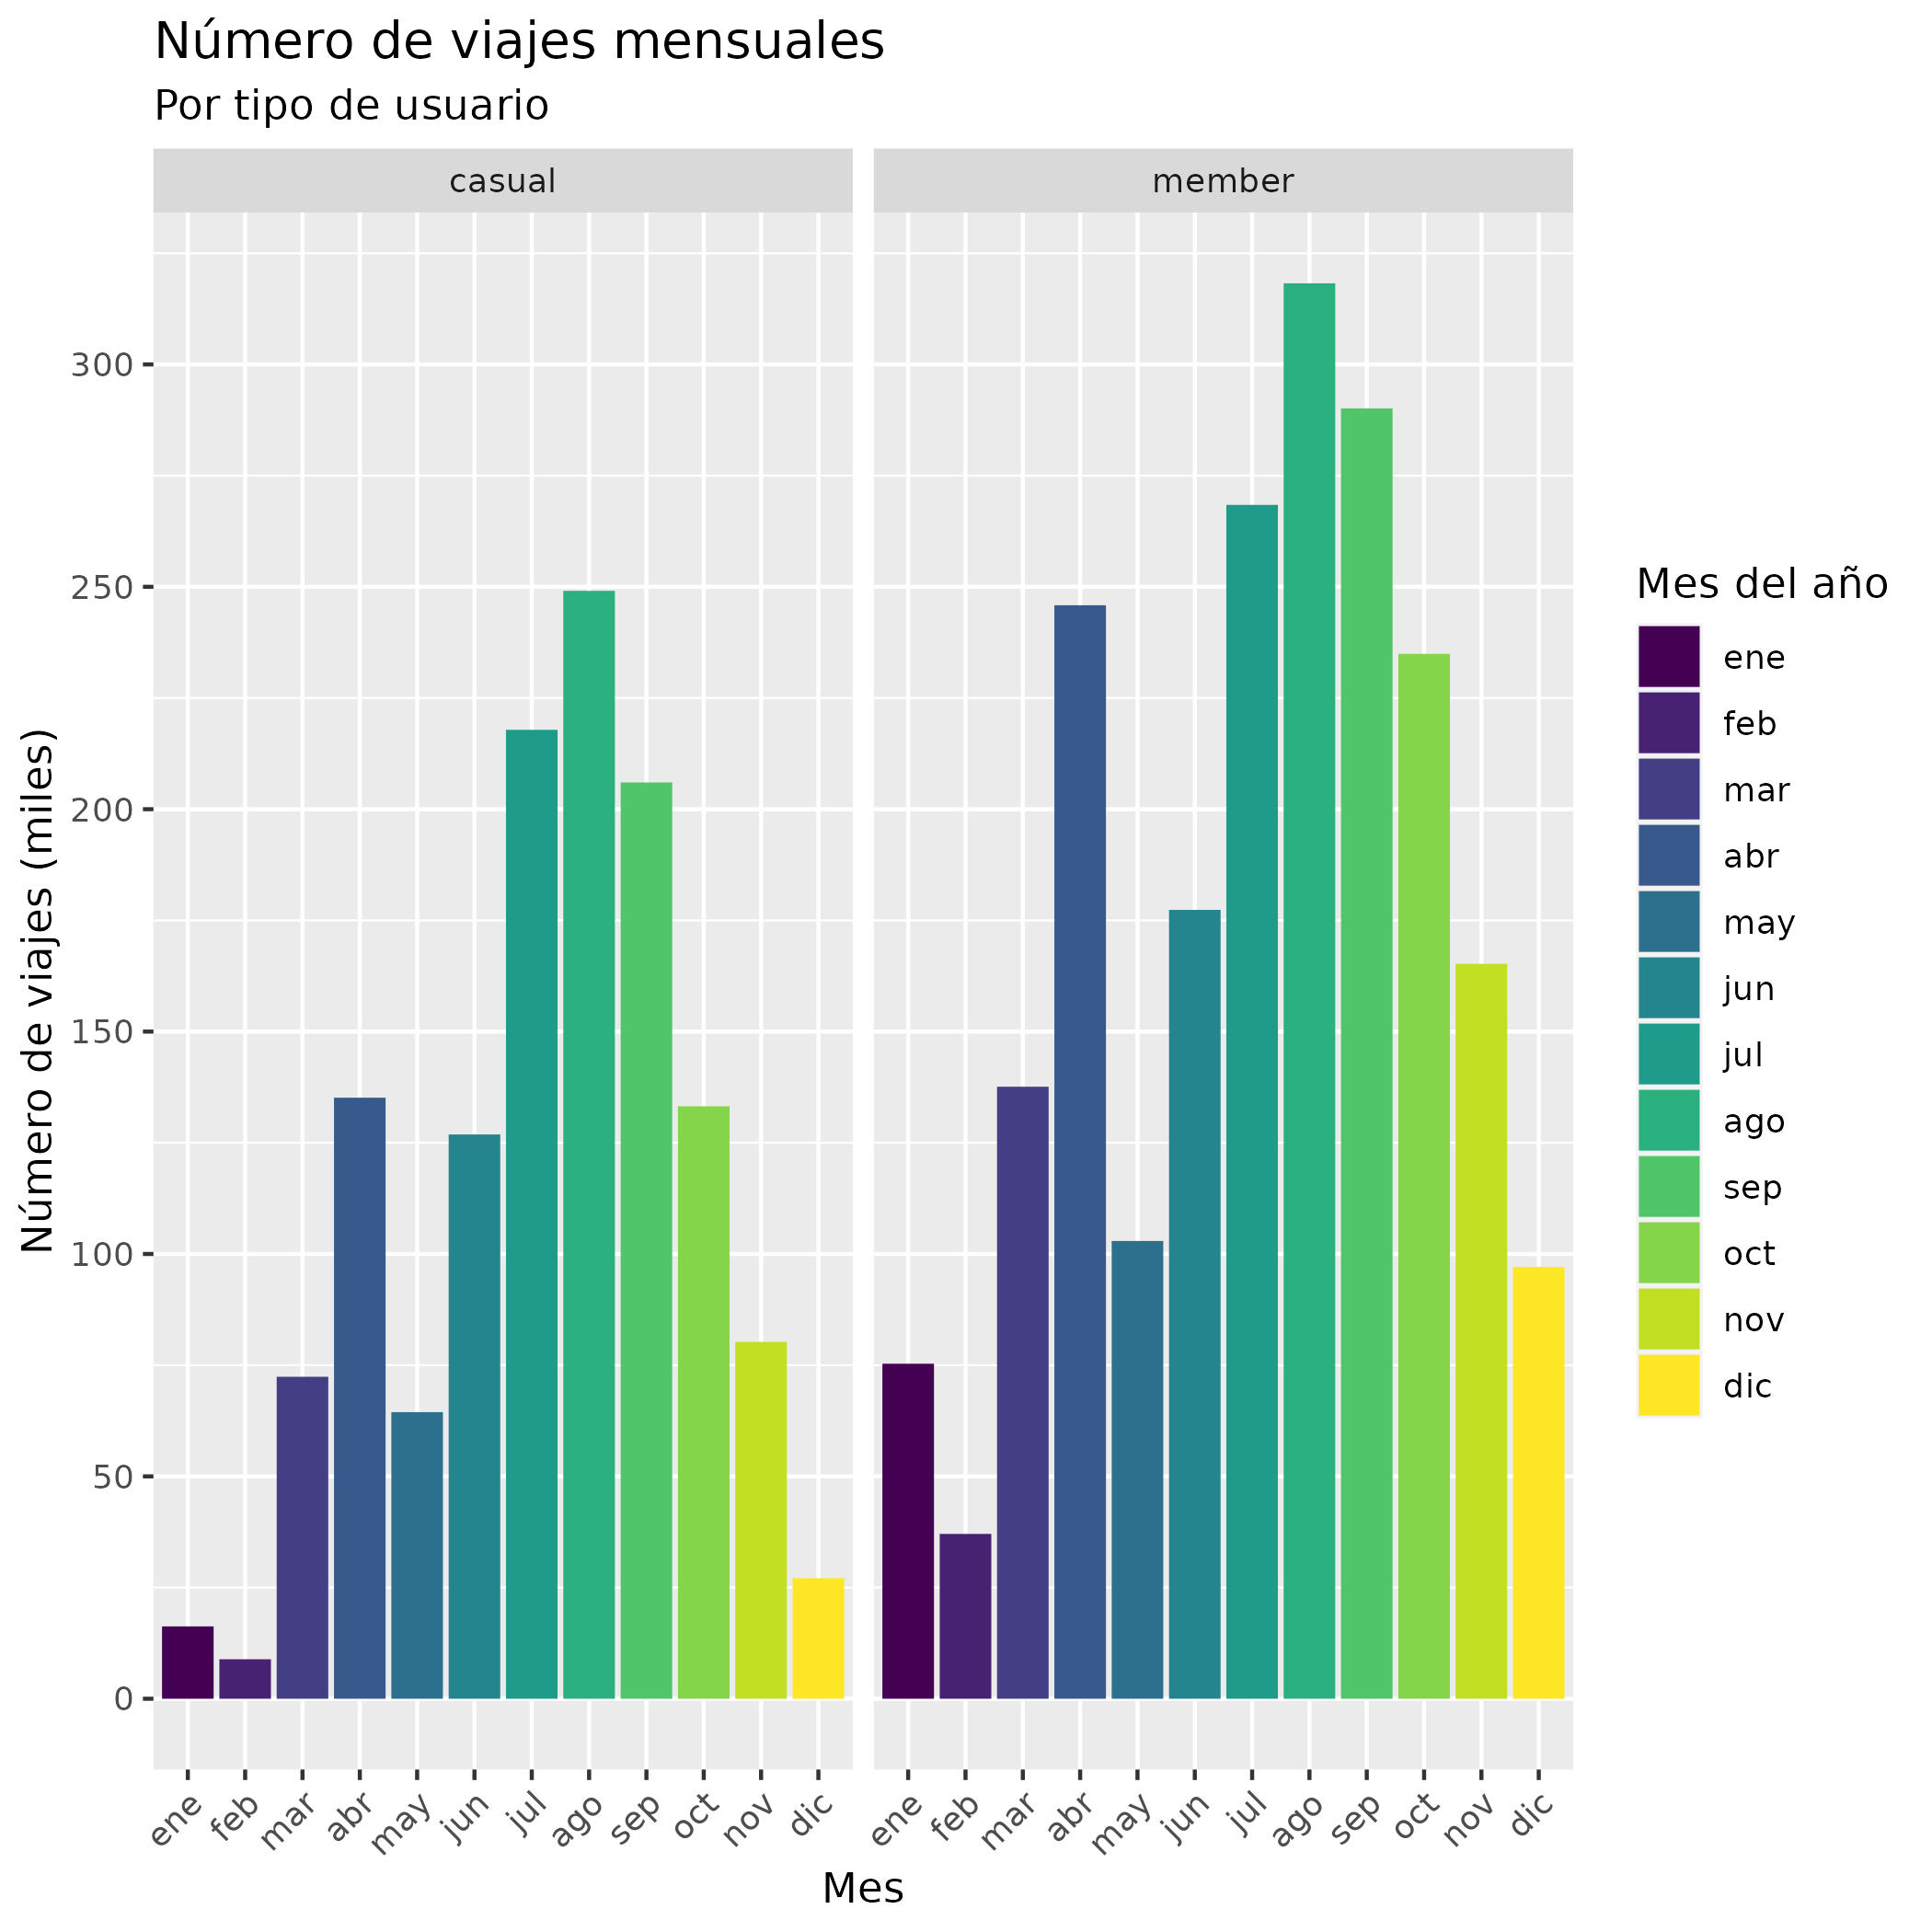 Número de viajes mensuales
Por tipo de usuario
casual
member
Número de viajes (miles)
300
250
200
150
100
50
0
ene
feb
mar
abr
may
jun
jul
ago
sep
oct
nov
dic
ene
feb
mar
abr
may
jun
jul
ago
sep
oct
nov
dic
Mes
Mes del año
ene
feb
mar
abr
may
jun
jul
ago
sep
oct
nov
dic